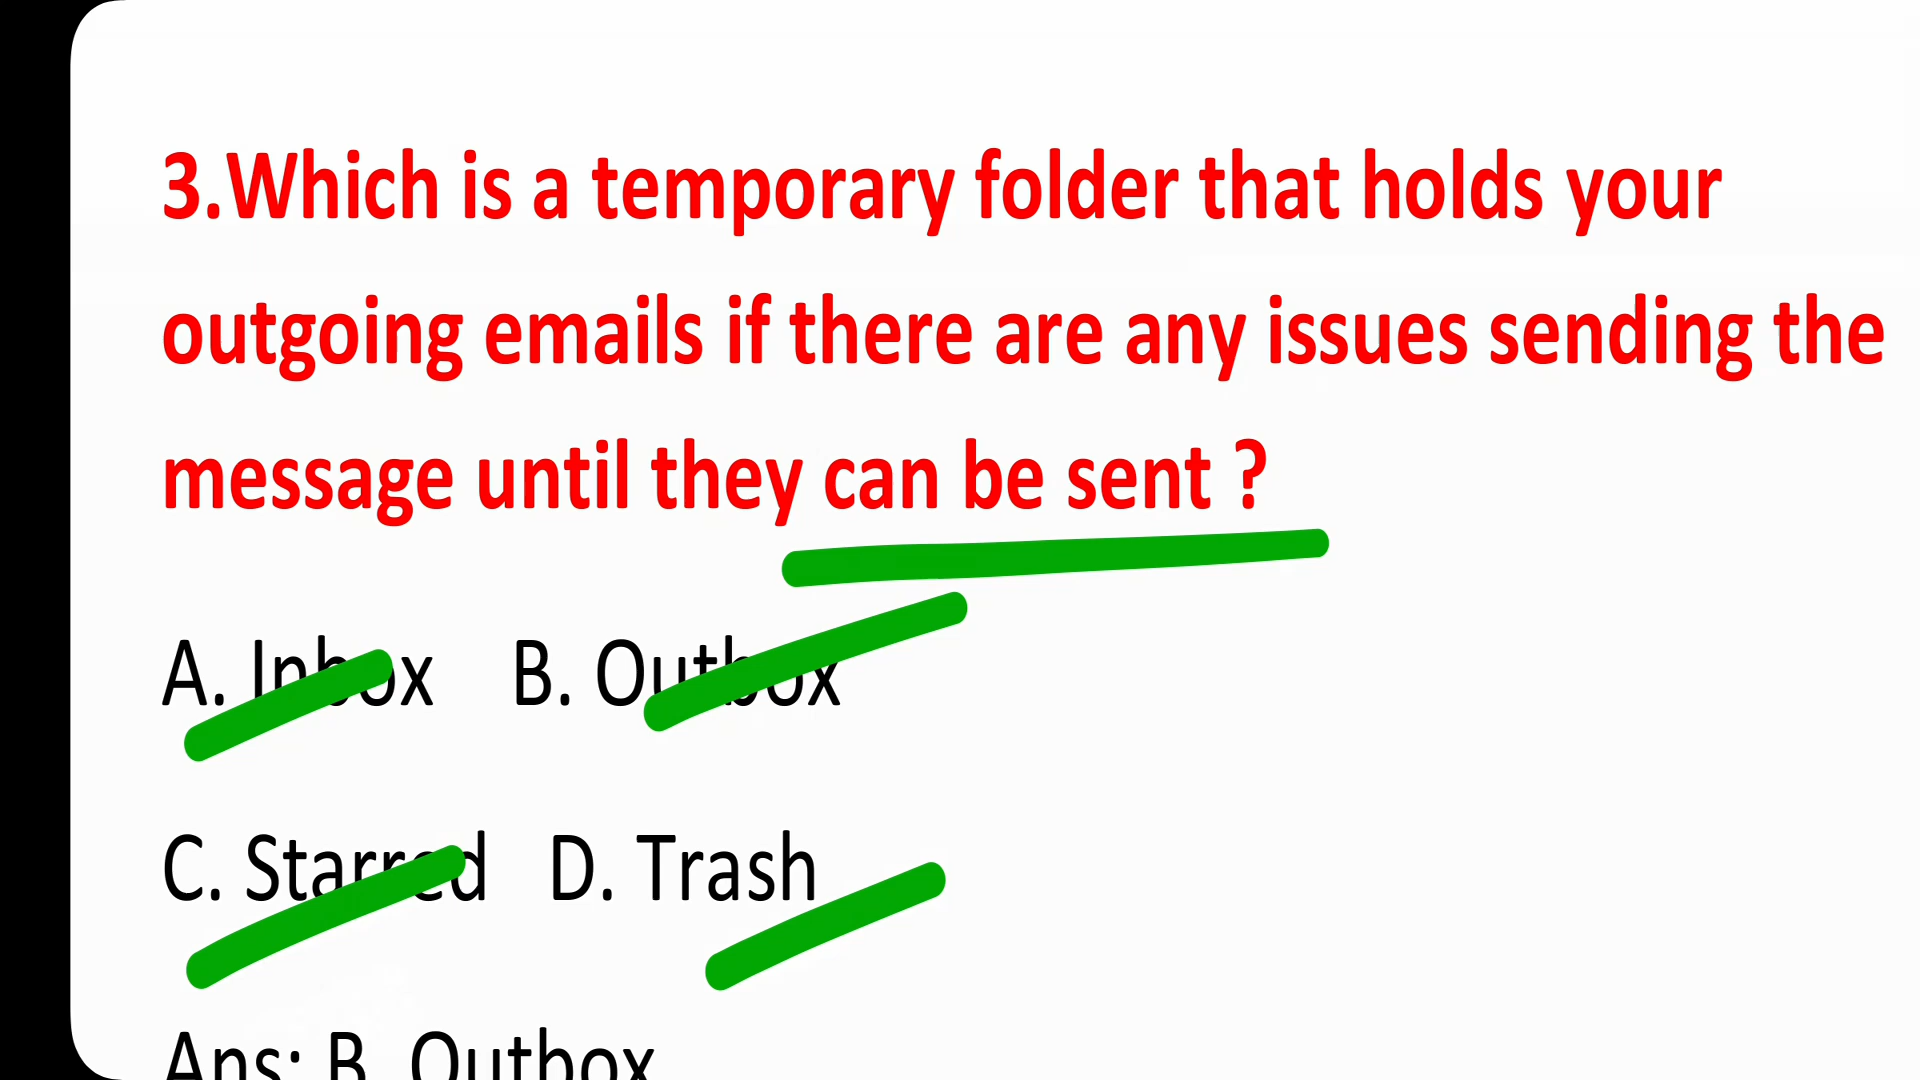 3.Which is a temporary folder that holds your
outgoing emails if there are any issues sending the
message until they can be sent ?
A. Inbox B. Outbox
C. Starred D. Trash
Ans: B. Outbox